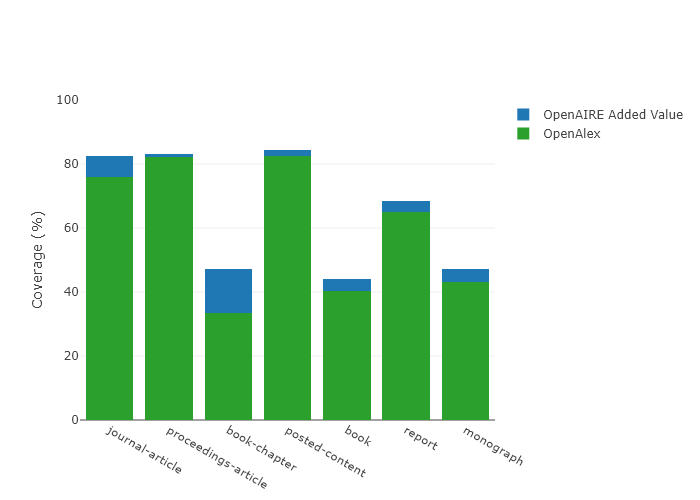 100
80
60
40
20
0
Coverage (%)
journal-article
proceedings-article
book-chapter
posted-content
book
report
monograph
OpenAIRE Added Value
OpenAlex